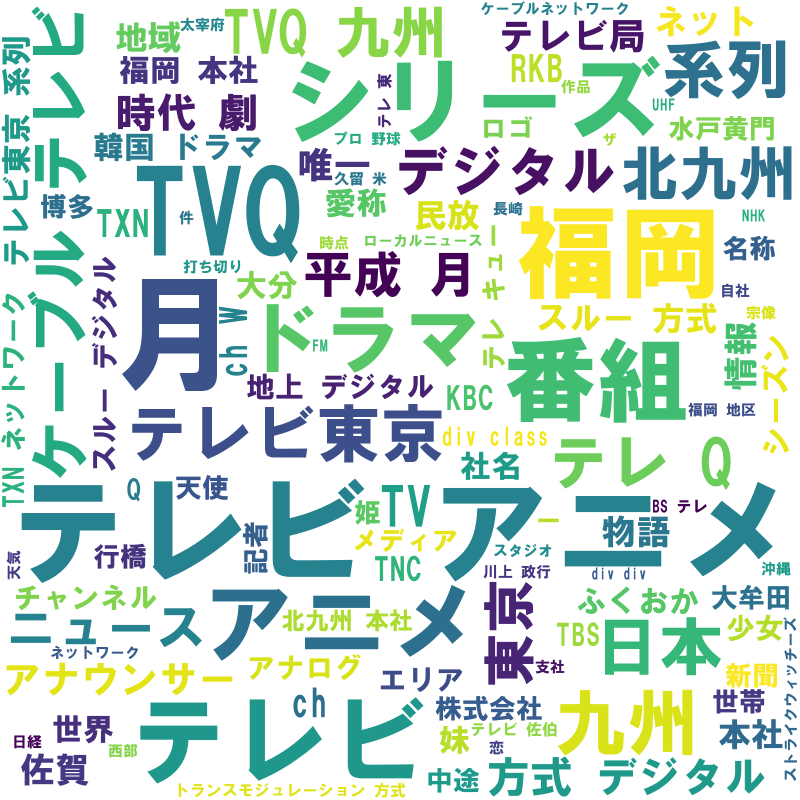 ケーブルネットワーク
太宰府
地域
TVQ 九州
テレビ局
ネット
系列
福岡 本社
RKB
作品
テレ 東
シリーズ
UHF
時代 劇
ロゴ
水戸黄門
プロ 野球
ザ
韓国 ドラマ
唯一
デジタル
北九州
久留 米
ケーブル テレビ
テレビ東京 系列
博多
TXN
TVQ
件
愛称
民放
長崎
福岡
NHK
時点
ローカルニュース
名称
打ち切り
大分
平成 月
テレ キュー
自社
月
ch W
ドラマ
スルー 方式
宗像
FM
番組
情報
スルー デジタル
地上 デジタル
KBC
福岡 地区
シーズン
TXN ネットワーク
テレビ東京
div class
テレ Q
社名
テレビアニメ
Q
天使
姫
TV
BS テレ
物語
一
メディア
スタジオ
行橋
記者
TNC
天気
川上 政行
div div
沖縄
チャンネル
アニメ
東京
ふくおか
大牟田
ニュース
北九州 本社
TBS
日本
少女
ネットワーク
アナウンサー
アナログ
エリア
支社
新聞
テレビ
ch
株式会社
九州
世帯
ストライクウィッチーズ
世界
日経
西部
妹
テレビ 佐伯
恋
本社
佐賀
中途
方式 デジタル
トランスモジュレーション 方式